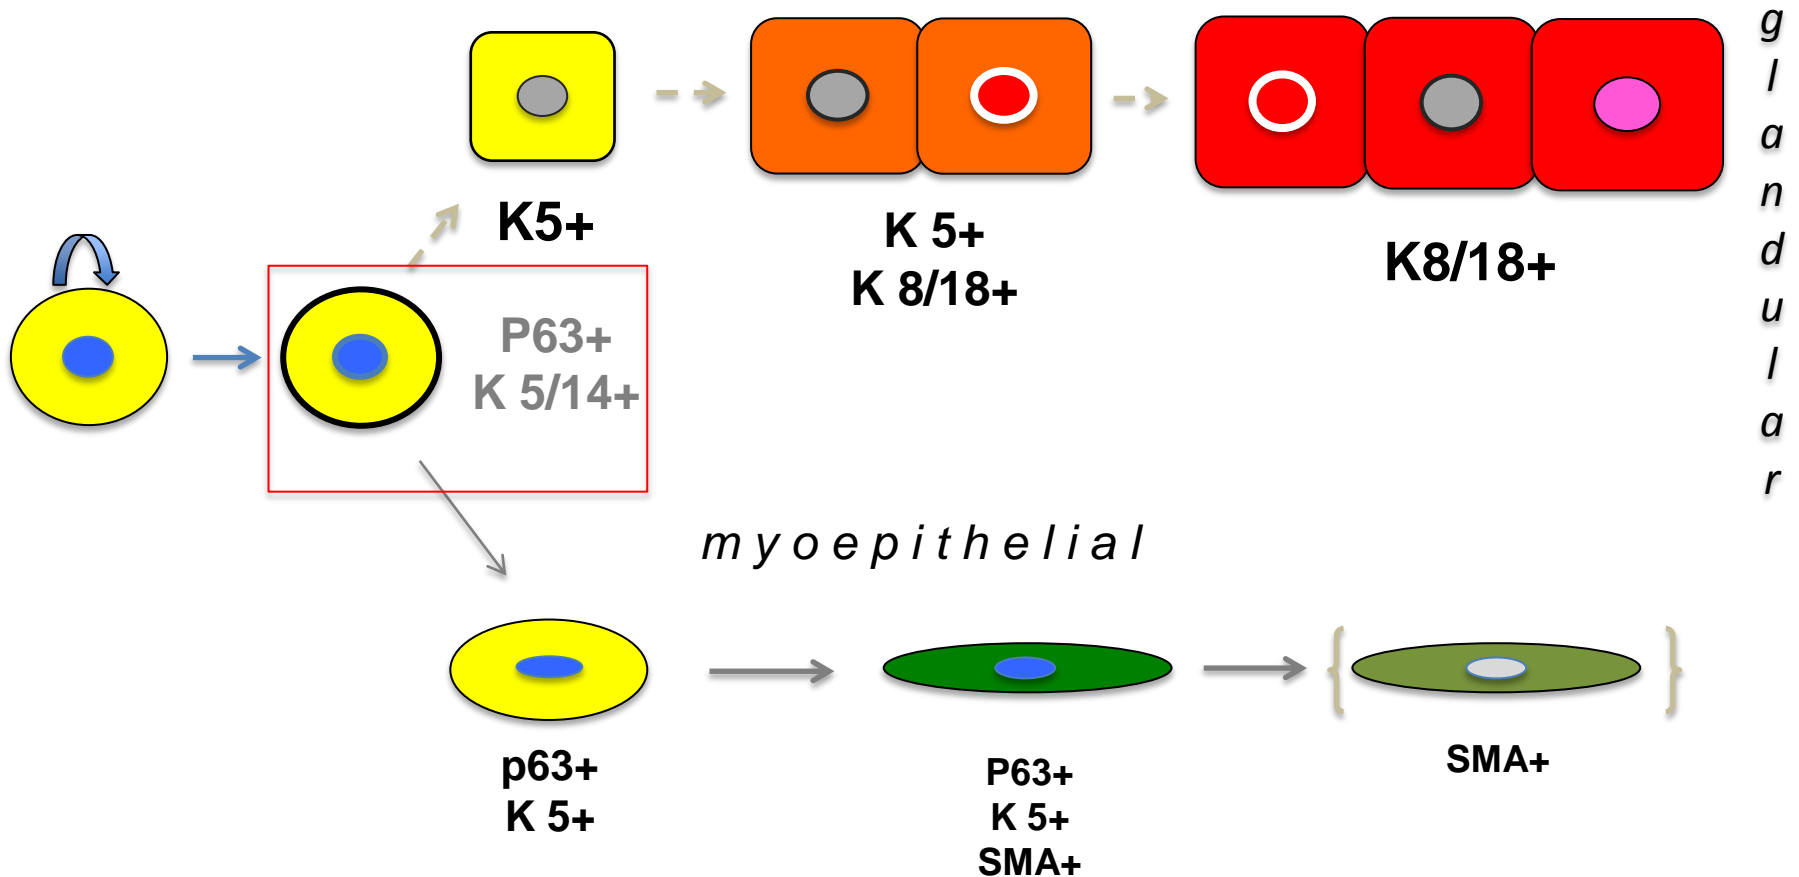 K5+
K 5+
K 8/18+
K8/18+
glandular
P63+
K 5/14+
myoepithelial
p63+
K 5+
P63+
K 5+
SMA+
SMA+